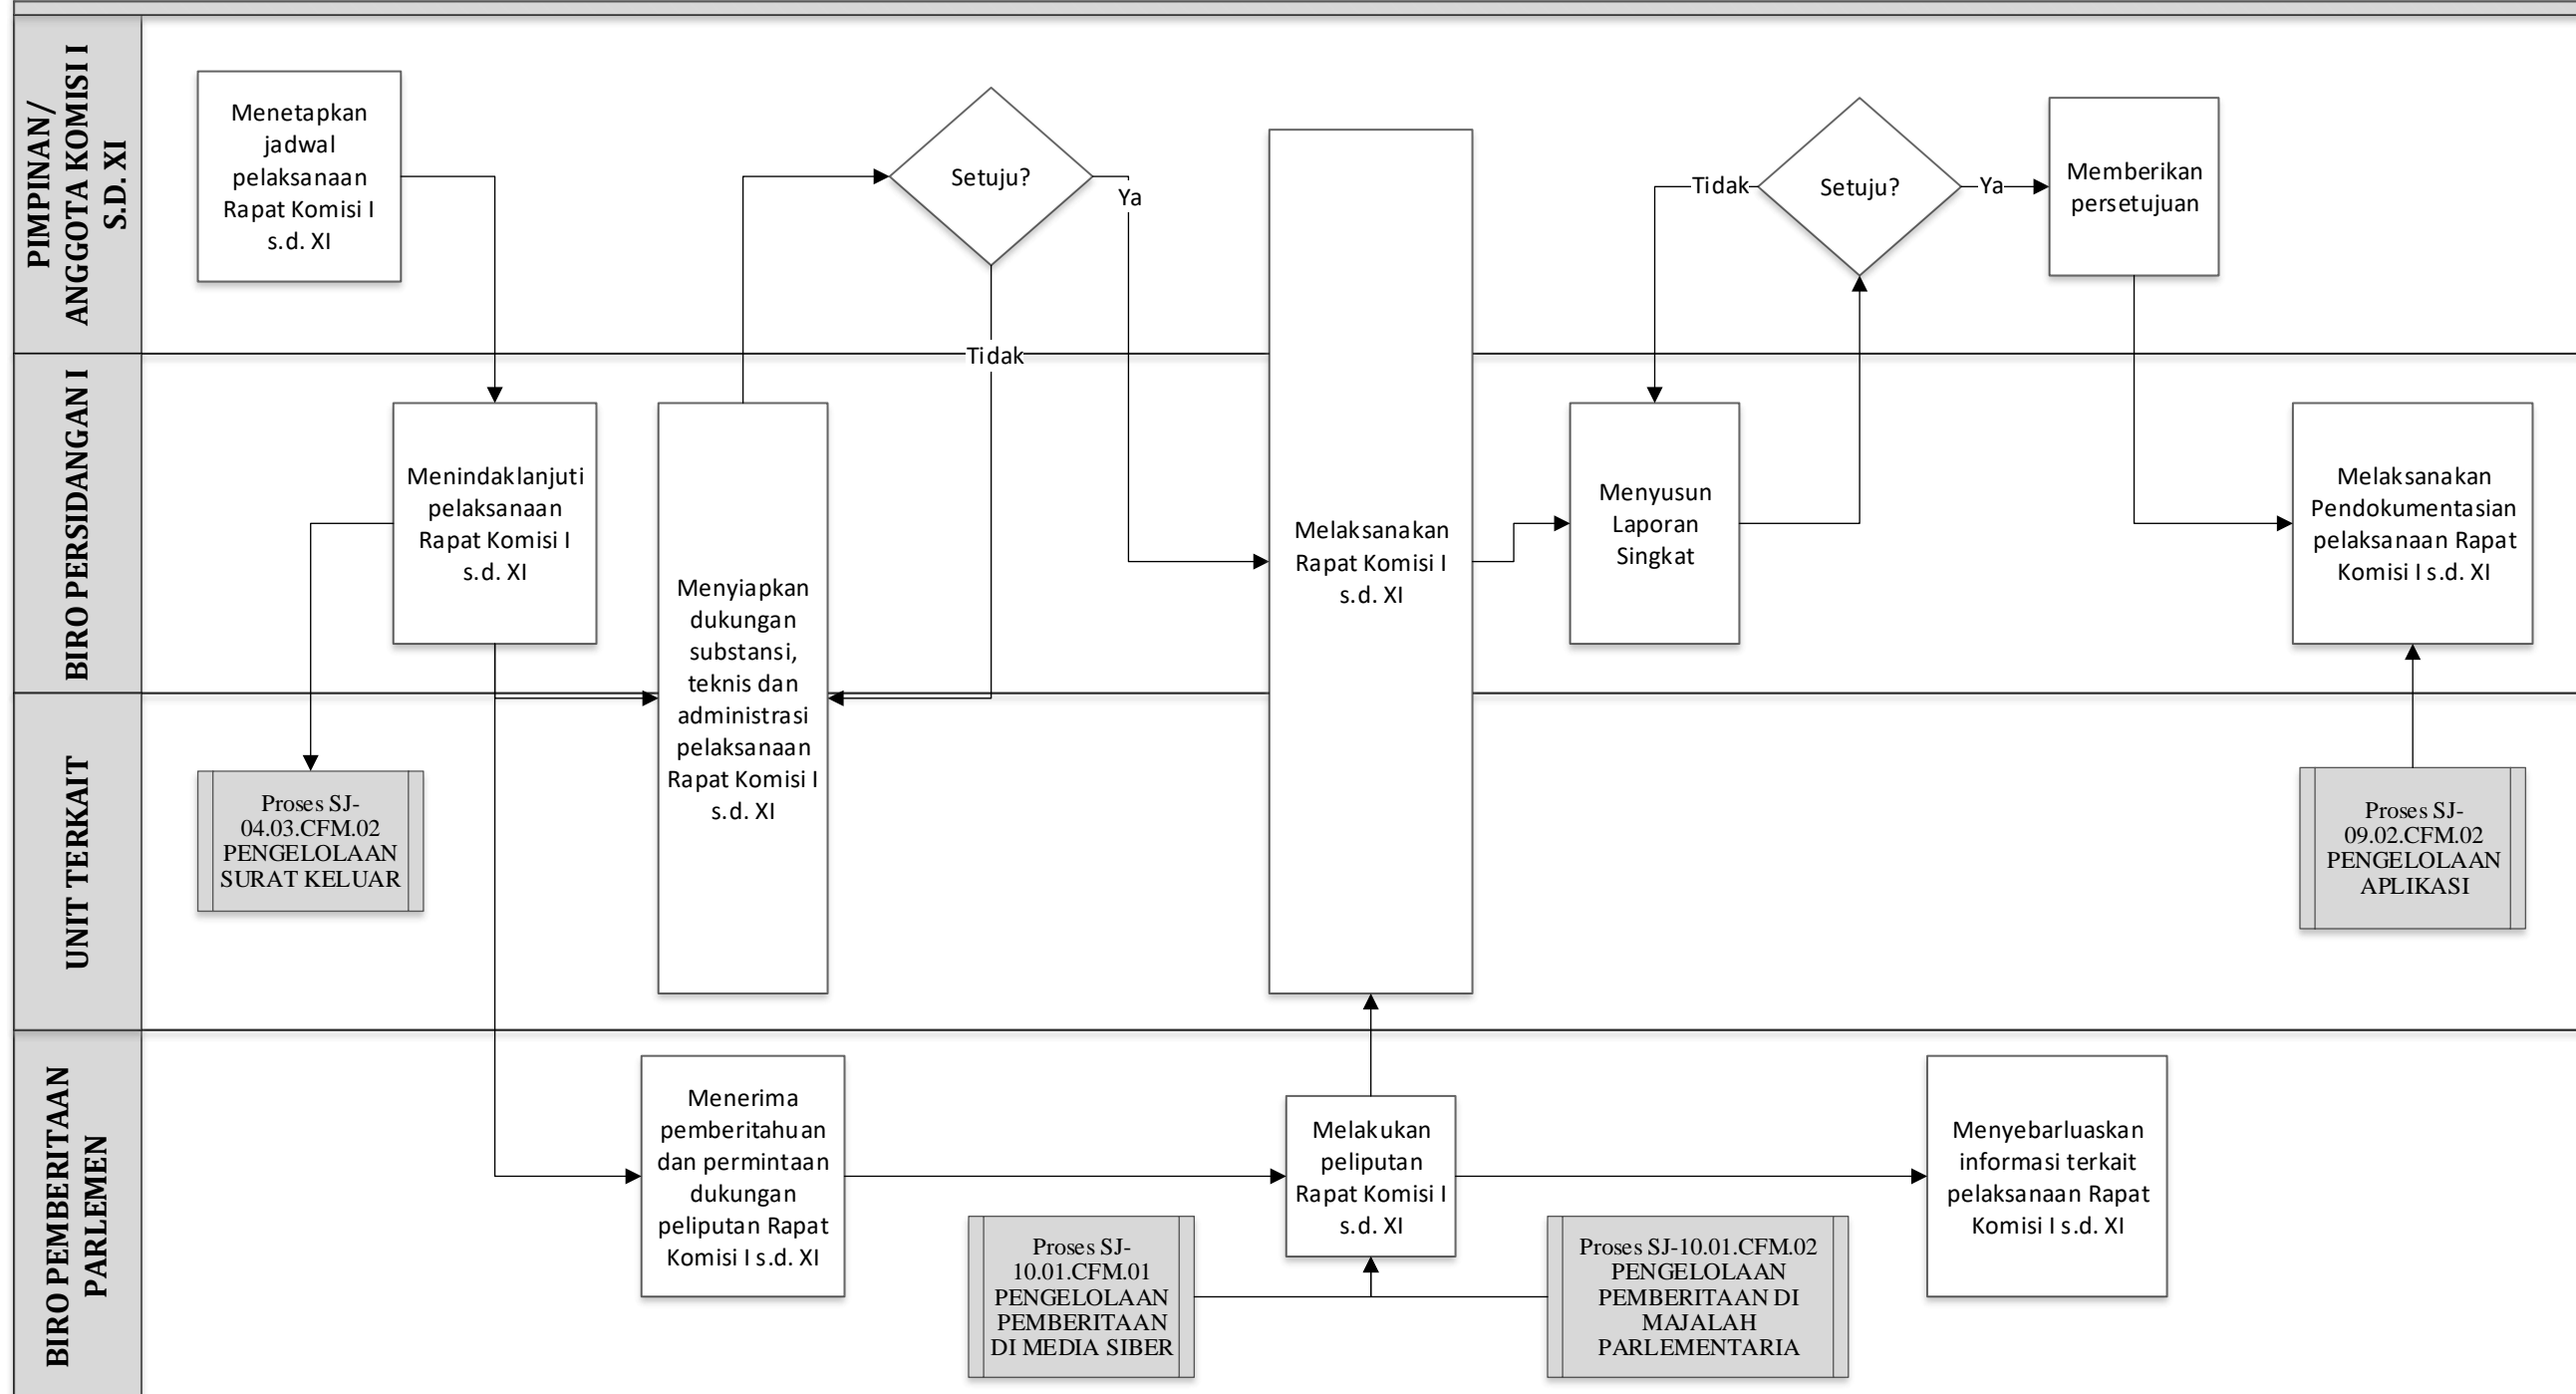 PIMPINAN/
ANGGOTA KOMISI I
S.D. XI
Menetapkan
jadwal
pelaksanaan
Rapat Komisi I
s.d. XI
Setuju?
Ya
Tidak
Tidak
Setuju?
Ya
Memberikan
persetujuan
BIRO PERSIDANGAN I
Menindaklanjuti
pelaksanaan
Rapat Komisi I
s.d. XI
Menyiapkan
dukungan
substansi,
teknis dan
administrasi
pelaksanaan
Rapat Komisi I
s.d. XI
Melaksanakan
Rapat Komisi I
s.d. XI
Menyusun
Laporan
Singkat
Melaksanakan
Pendokumentasian
pelaksanaan Rapat
Komisi I s.d. XI
UNIT TERKAIT
Proses SJ-
04.03.CFM.02
PENGELOLAAN
SURAT KELUAR
Proses SJ-
09.02.CFM.02
PENGELOLAAN
APLIKASI
BIRO PEMBERITAAN
PARLEMEN
Menerima
pemberitahuan
dan permintaan
dukungan
peliputan Rapat
Komisi I s.d. XI
Proses SJ-
10.01.CFM.01
PENGELOLAAN
PEMBERITAAN
DI MEDIA SIBER
Melakukan
peliputan
Rapat Komisi I
s.d. XI
Proses SJ-10.01.CFM.02
PENGELOLAAN
PEMBERITAAN DI
MAJALAH
PARLEMENTARIA
Menyebarluaskan
informasi terkait
pelaksanaan Rapat
Komisi I s.d. XI